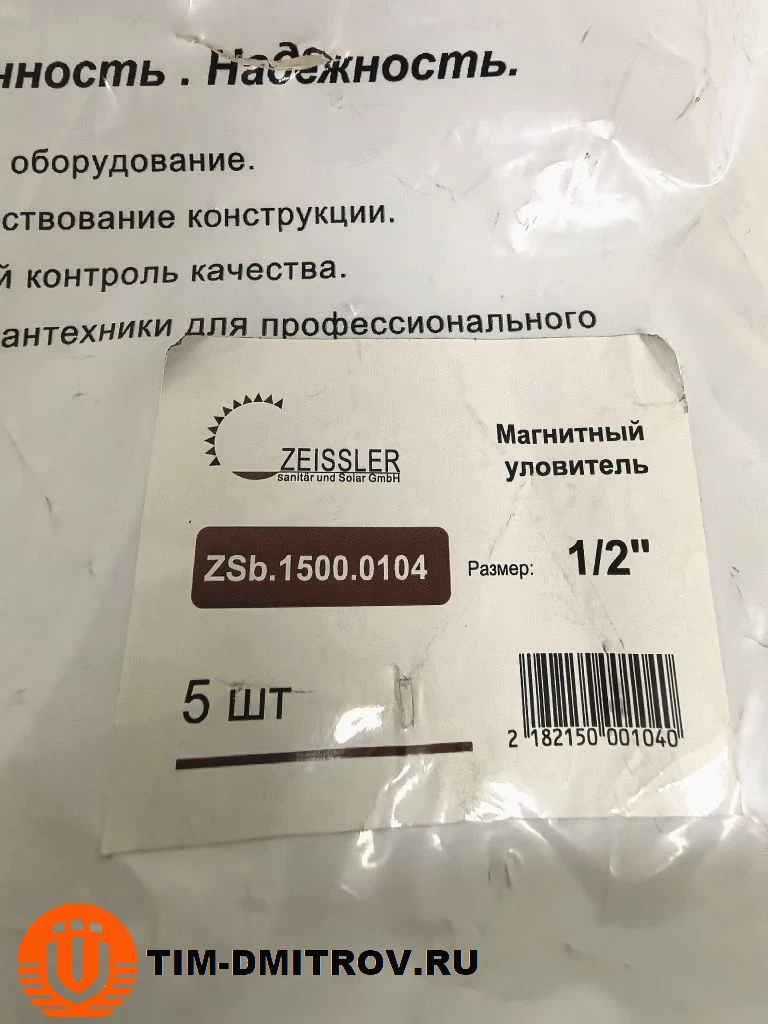 нность . Надёжность.
оборудование.
ствование конструкции.
й контроль качества.
антехники для профессионального
ZEISSLER
sanitär und Solar GmbH
Магнитный
уловитель
ZSb.1500.0104
Размер: 1/2"
5 шт
2 182150 001040
TIM-DMITROV.RU